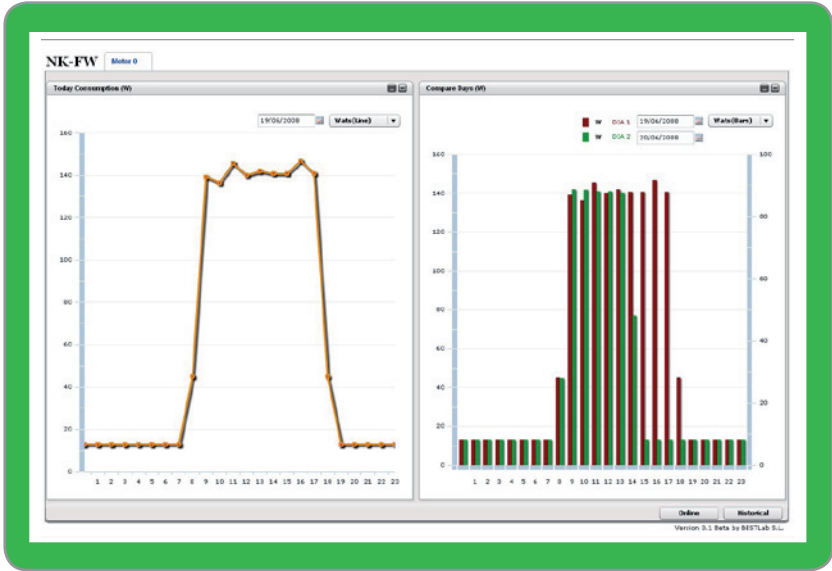 NK-FW Motor 0
Today Consumption (W)
19/06/2008 Wats(Line)
160
140
120
100
80
60
40
20
0
1 2 3 4 5 6 7 8 9 10 11 12 13 14 15 16 17 18 19 20 21 22 23
Compare Days (W)
W DIA 1 19/06/2008 Wats(Bars)
W DIA 2 20/06/2008
160 100
140
80
120
100
60
80
60
40
40
20
20
0 0
1 2 3 4 5 6 7 8 9 10 11 12 13 14 15 16 17 18 19 20 21 22 23
Online Historical
Version 0.1 Beta by BESTLab S.L.